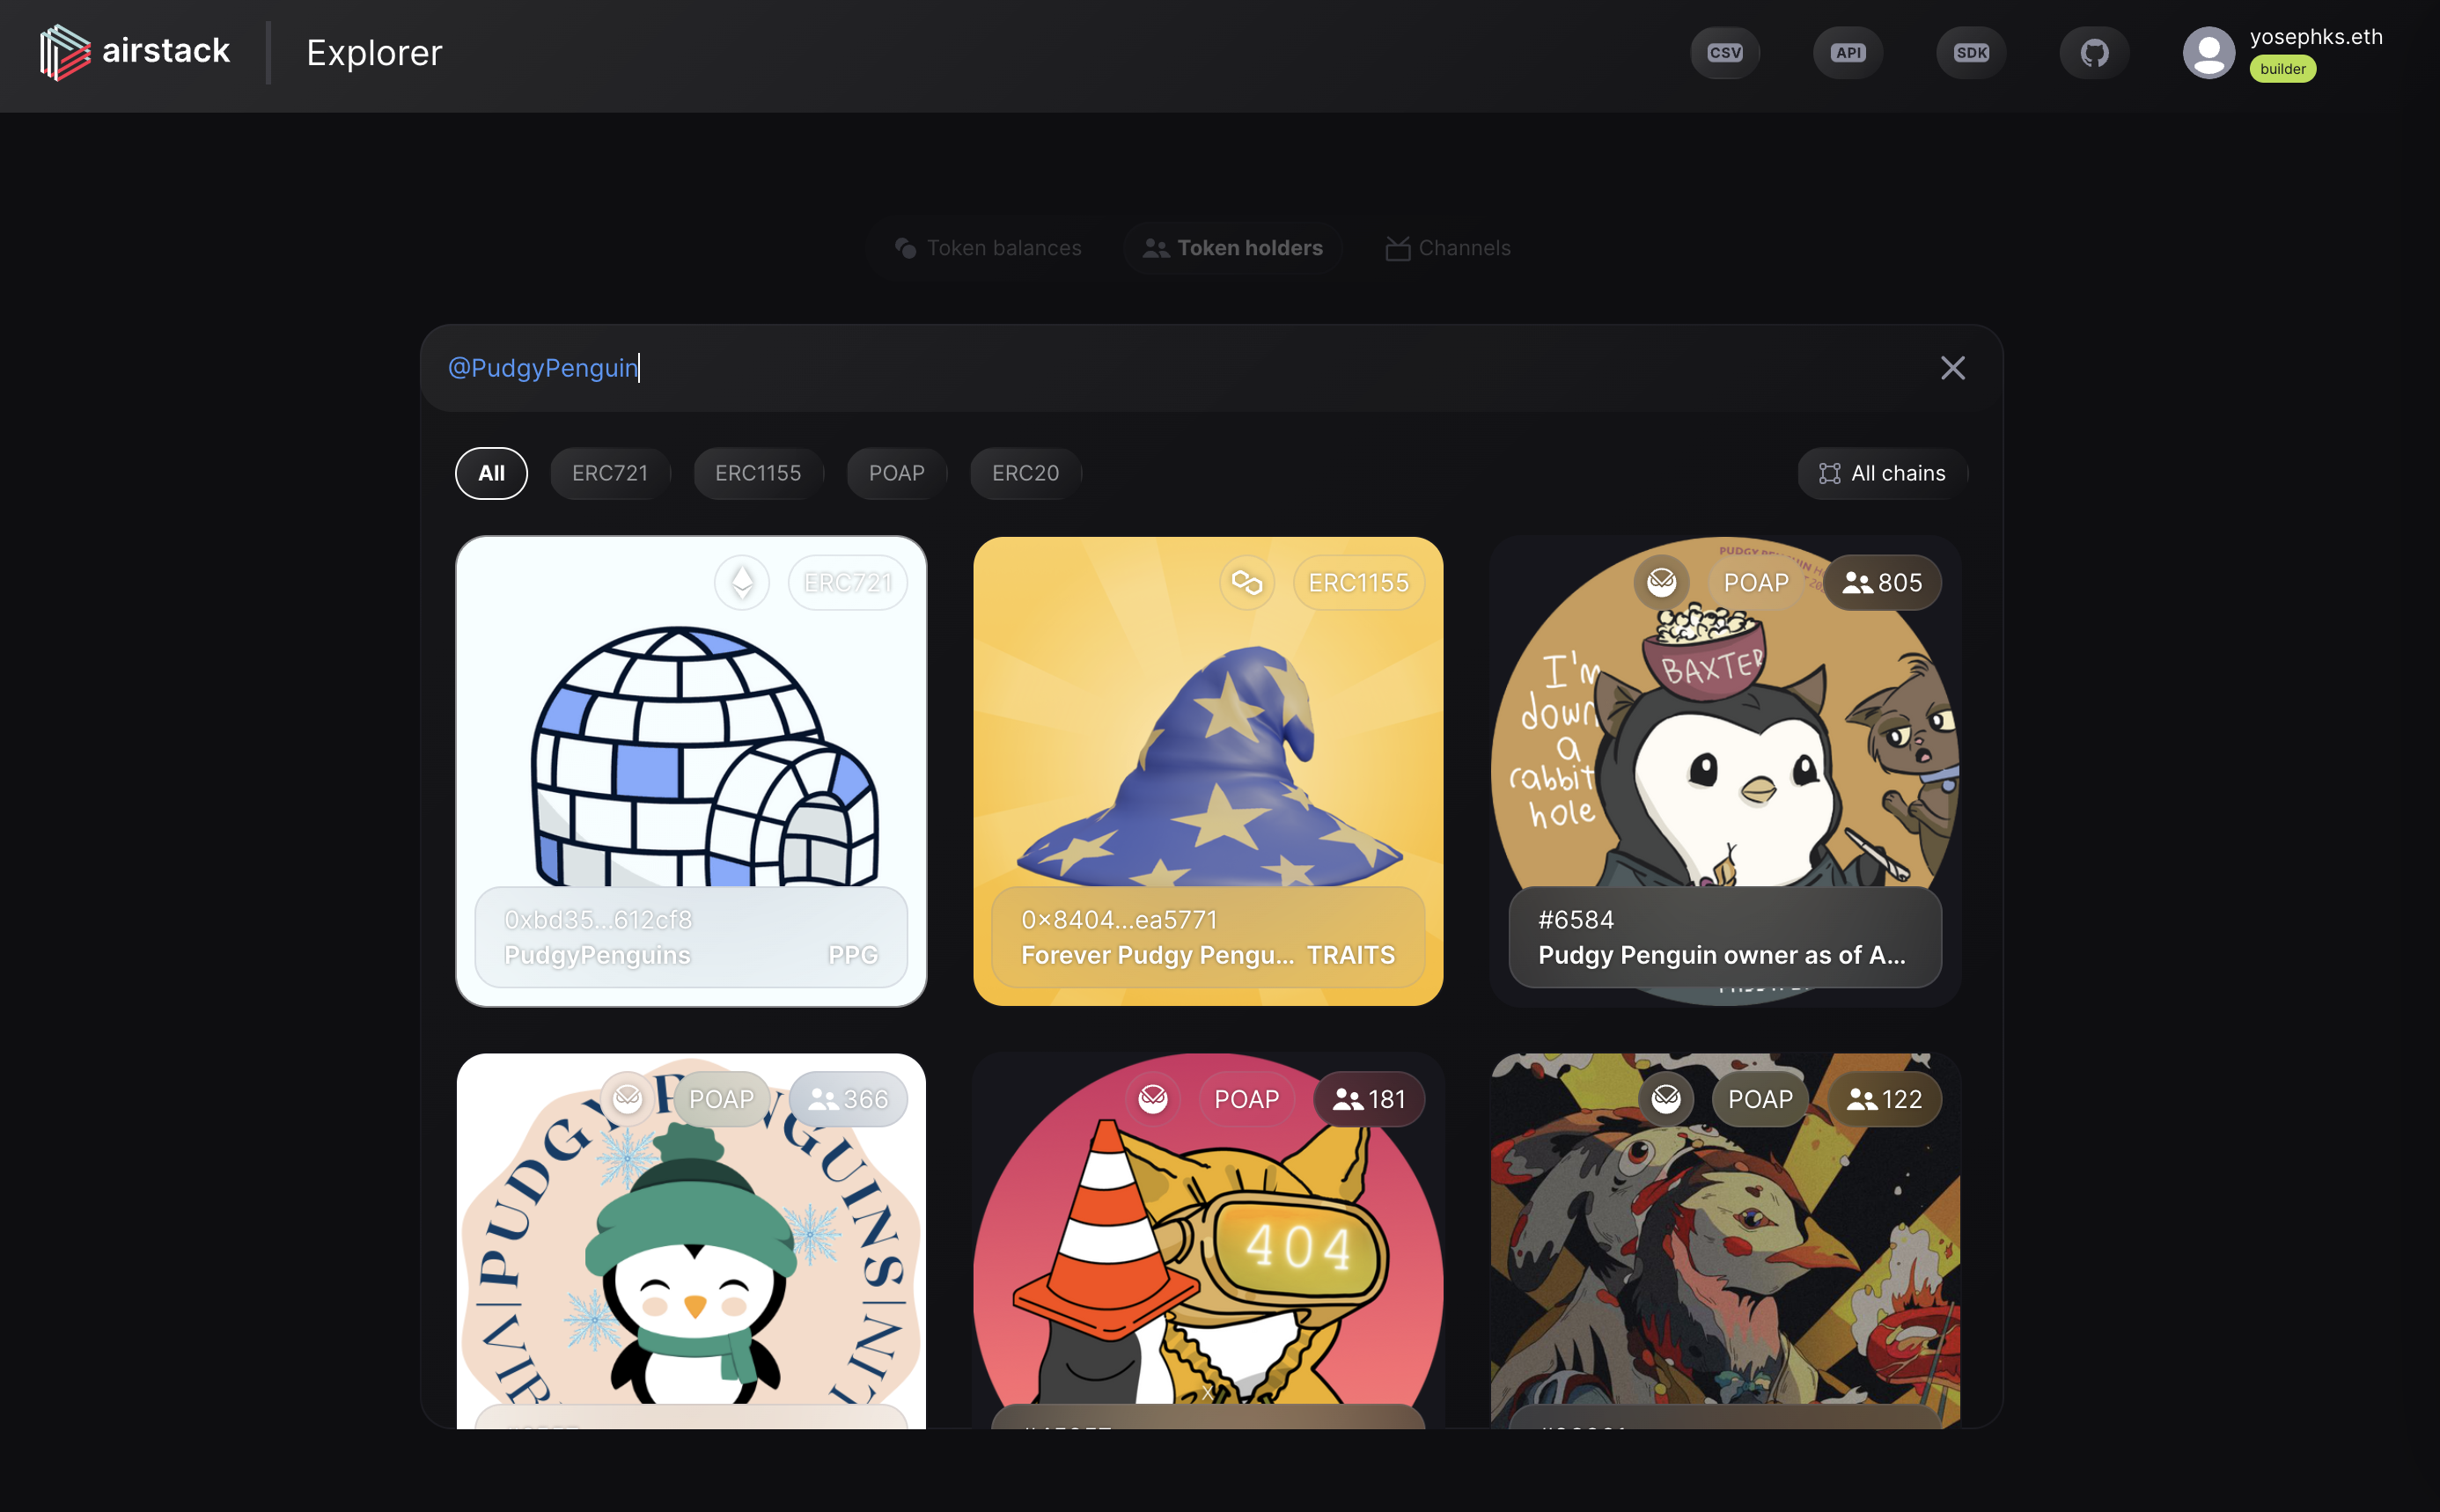 airstack
Explorer
CSV
API
SDK
yosephks.eth
builder
Token balances
Token holders
Channels
@PudgyPenguin
All
ERC721
ERC1155
POAP
ERC20
All chains
ERC721
0xbd35...612cf8
PudgyPenguins PPG
ERC1155
0x8404...ea5771
Forever Pudgy Pengu... TRAITS
PUDGY
POAP
805
BAXTER
I'm
down
a
rabbit
hole
#6584
Pudgy Penguin owner as of A...
POAP
366
POAP
181
404
x
POAP
122